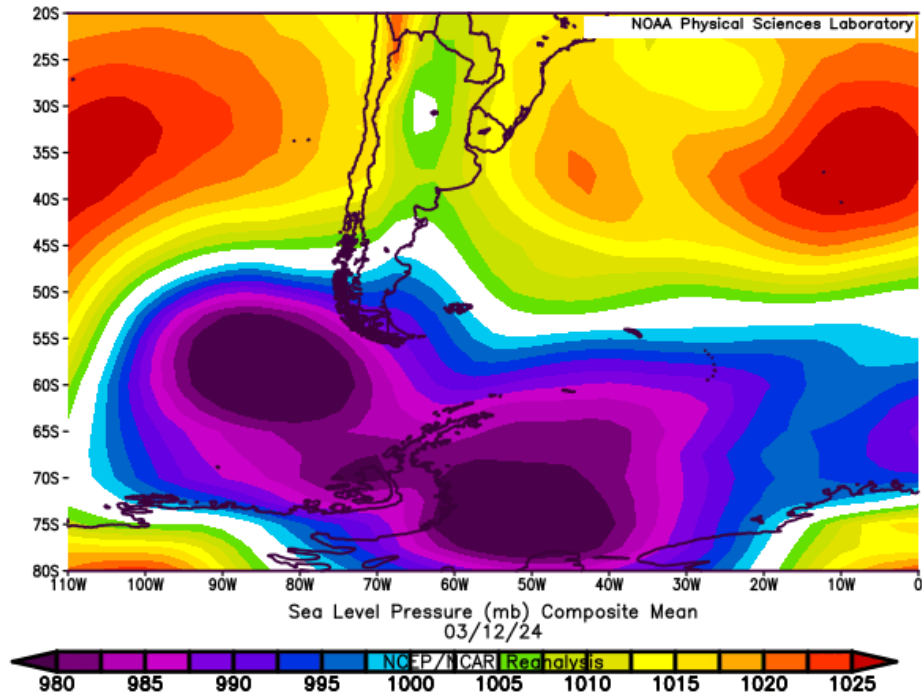 NOAA Physical Sciences Laboratory
20S
25S
30S
35S
40S
45S
50S
55S
60S
65S
70S
75S
80S
110W 100W 90W 80W 70W 60W 50W 40W 30W 20W 10W 0
Sea Level Pressure (mb) Composite Mean
03/12/24
NCEP/NCAR Reanalysis
980 985 990 995 1000 1005 1010 1015 1020 1025